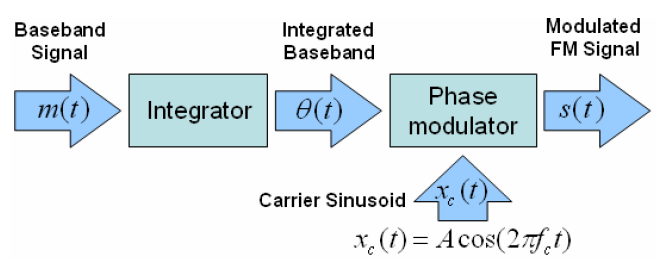 Baseband
Signal
Integrated
Baseband
Modulated
FM Signal
m(t)
Integrator
θ(t)
Phase
modulator
s(t)
Carrier Sinusoid
x_c(t)
x_c(t) = A cos(2πf_c t)